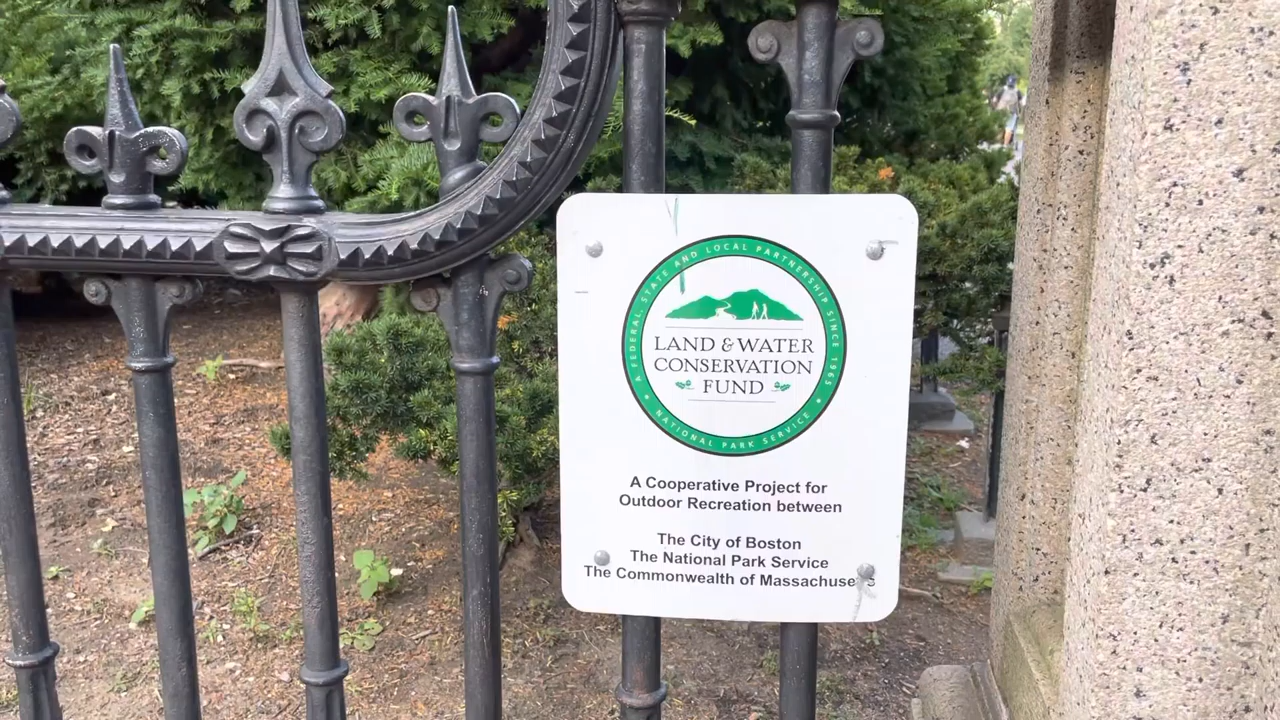 A FEDERAL, STATE AND LOCAL PARTNERSHIP SINCE 1965
LAND & WATER
CONSERVATION
FUND
NATIONAL PARK SERVICE
A Cooperative Project for
Outdoor Recreation between
The City of Boston
The National Park Service
The Commonwealth of Massachuse s